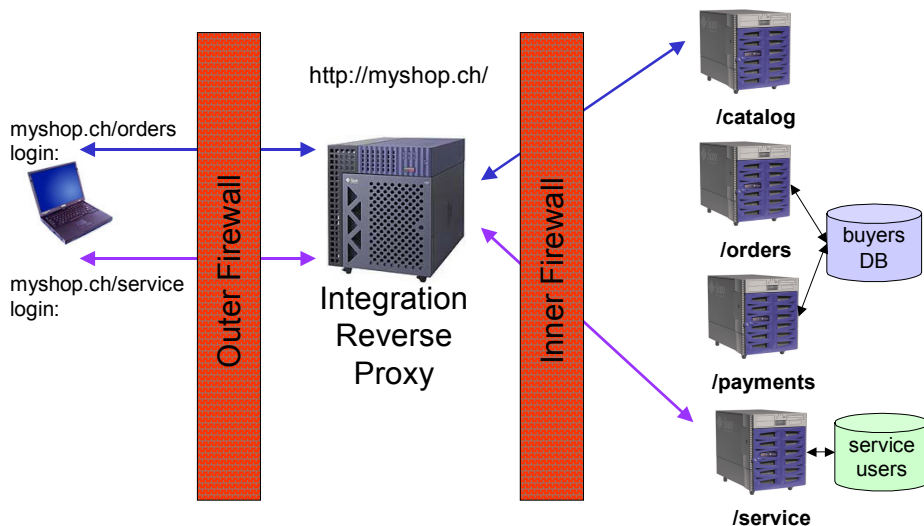 http://myshop.ch/
myshop.ch/orders
login:
myshop.ch/service
login:
Outer Firewall
Integration
Reverse
Proxy
Inner Firewall
/catalog
/orders
buyers
DB
/payments
service
users
/service